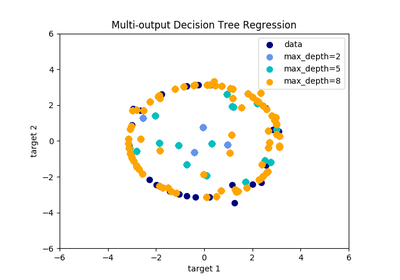 Multi-output Decision Tree Regression
data
max_depth=2
max_depth=5
max_depth=8
target 2
6
4
2
0
−2
−4
−6
−6
−4
−2
0
2
4
6
target 1